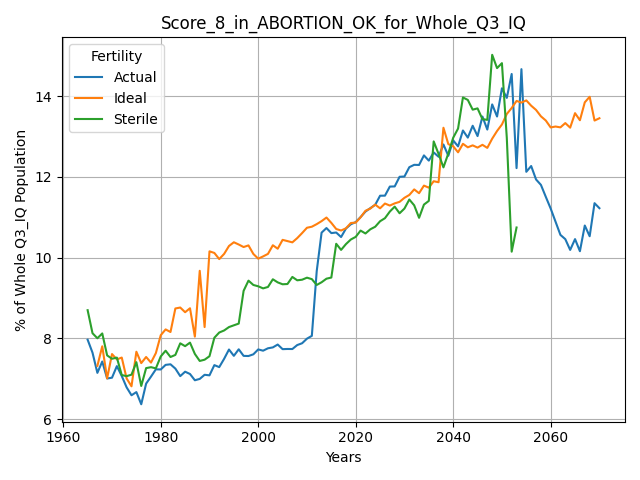 Score_8_in_ABORTION_OK_for_Whole_Q3_IQ
Fertility
Actual
Ideal
Sterile
% of Whole Q3_IQ Population
14
12
10
8
6
1960
1980
2000
2020
2040
2060
Years